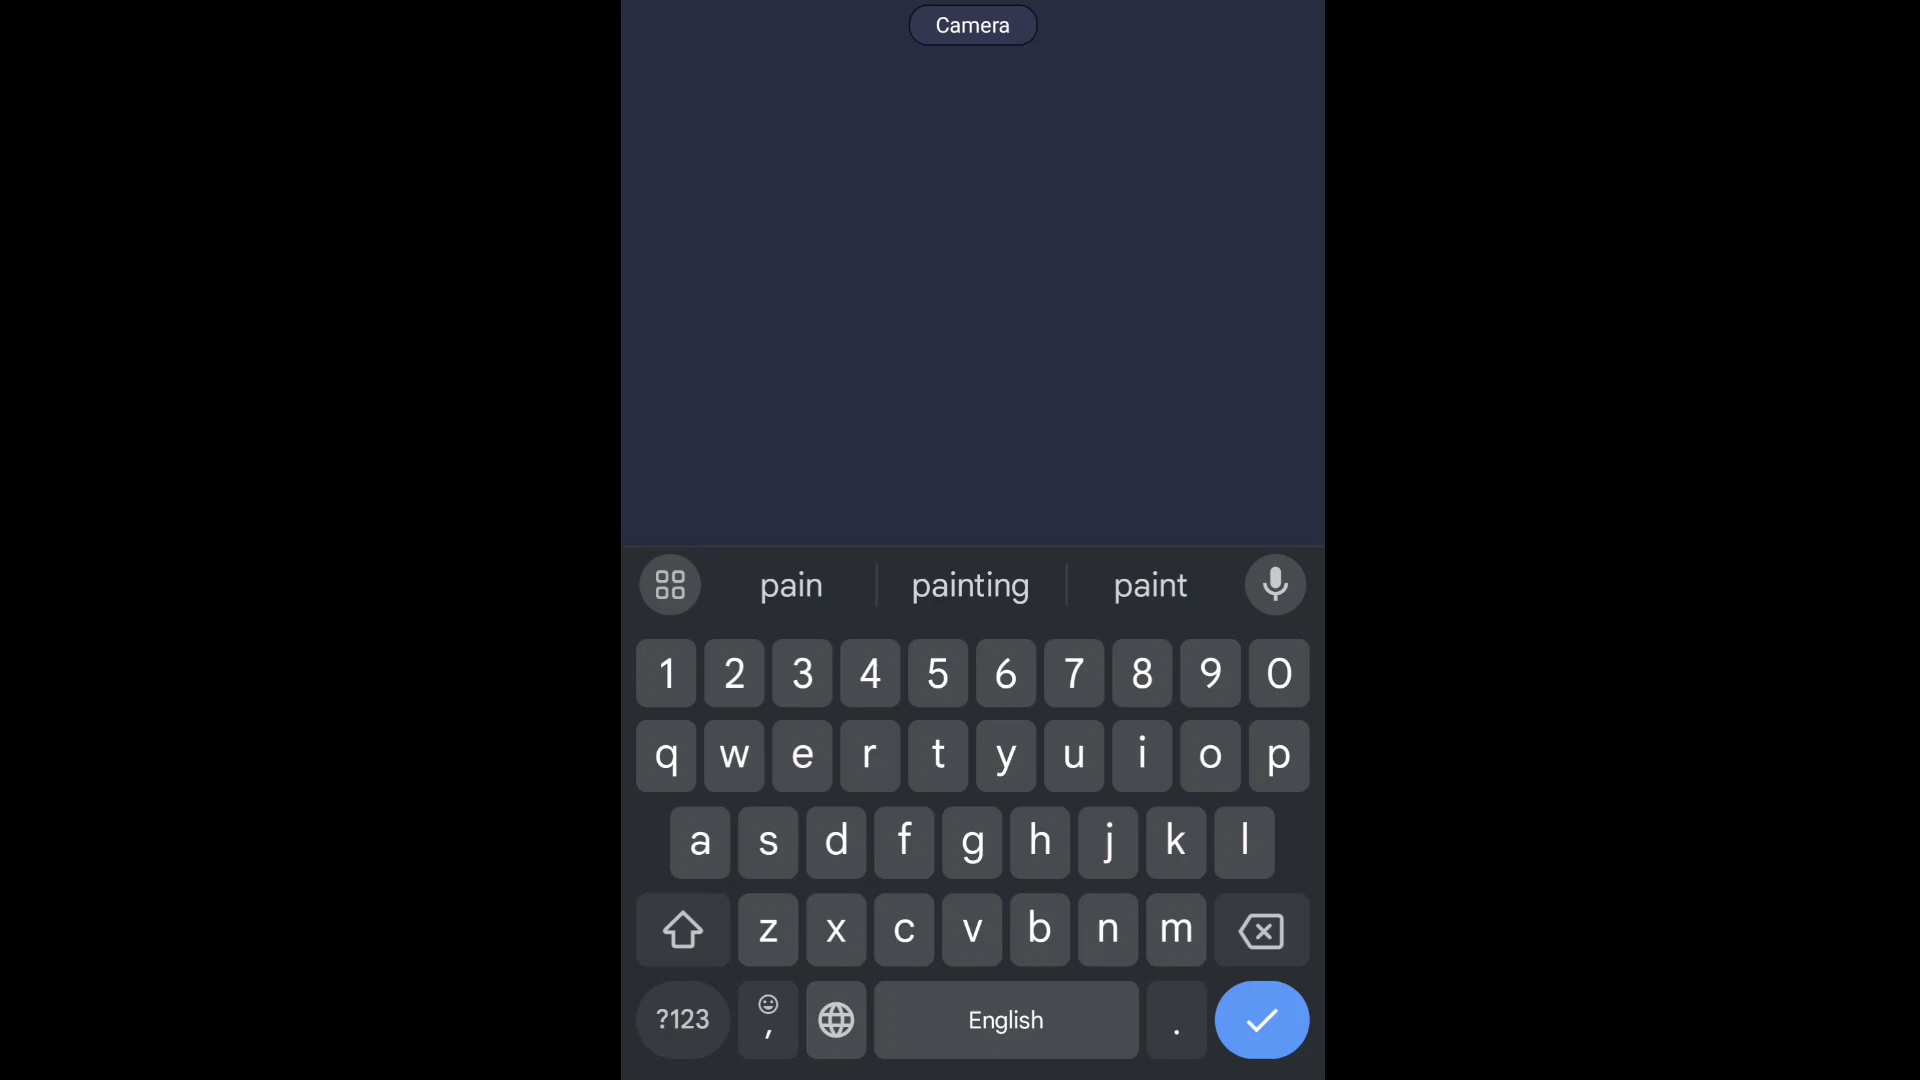 Camera
pain painting paint
1 2 3 4 5 6 7 8 9 0
q w e r t y u i o p
a s d f g h j k l
z x c v b n m
?123 , English .